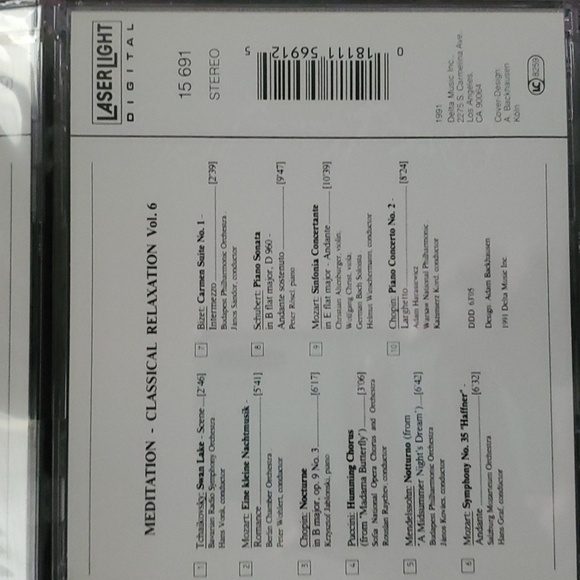 LASERLIGHT
DIGITAL
15 691
STEREO
0 18111 56912 5
1991
Delta Music Inc.
2275 S. Carmelina Ave.
Los Angeles,
CA 90064
Cover Design
A. Backhausen
Köln
LC 8259
MEDITATION - CLASSICAL RELAXATION Vol. 6
1 Tchaikovsky: Swan Lake - Scene [2'46]
Bavarian Radio Symphony Orchestra
Hans Vonk, conductor
2 Mozart: Eine kleine Nachtmusik -
Romance [5'41]
Berlin Chamber Orchestra
Peter Wohlert, conductor
3 Chopin: Nocturne
in B major, op. 9 No. 3 [6'17]
Krzysztof Jablonski, piano
4 Puccini: Humming Chorus
(from "Madama Butterfly") [3'06]
Sofia National Opera Chorus and Orchestra
Rouslan Raychev, conductor
5 Mendelssohn: Notturno (from
"A Midsummer Night's Dream") [6'42]
Budapest Philharmonic Orchestra
János Kovács, conductor
6 Mozart: Symphony No. 35 "Haffner" -
Andante [6'32]
Salzburg Mozarteum Orchestra
Hans Graf, conductor
7 Bizet: Carmen Suite No. 1 -
Intermezzo [2'39]
Budapest Philharmonic Orchestra
János Sándor, conductor
8 Schubert: Piano Sonata
in B flat major, D 960 -
Andante sostenuto [9'47]
Peter Rösel, piano
9 Mozart: Sinfonia Concertante
in E flat major - Andante [10'39]
Christian Altenburger, violin,
Wolfgang Christ, viola,
German Bach Soloists
Helmut Winschermann, conductor
10 Chopin: Piano Concerto No. 2 -
Larghetto [8'24]
Adam Harasiewicz
Warsaw National Philharmonic
Kazimierz Kord, conductor
DDD
Design: Adam Backhausen
1991 Delta Music Inc